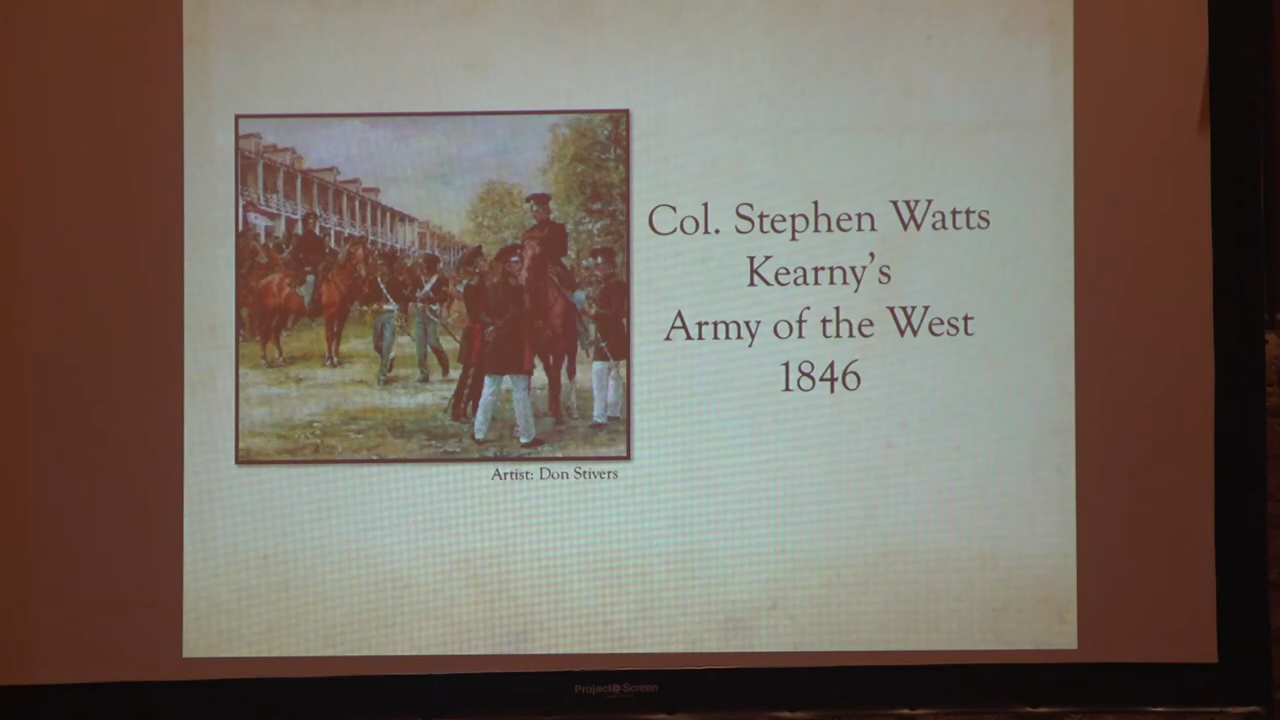 Col. Stephen Watts
Kearny's
Army of the West
1846
Artist: Don Stivers
Project Screen